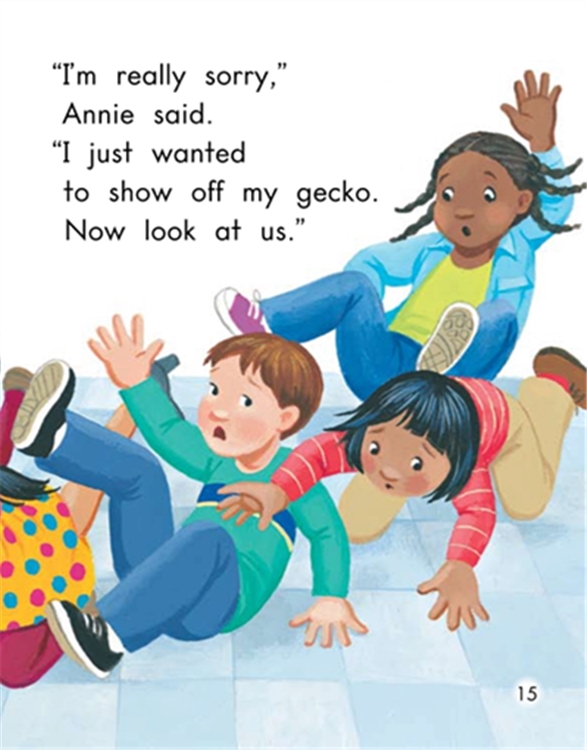 “I’m really sorry,”
Annie said.
“I just wanted
to show off my gecko.
Now look at us.”
15